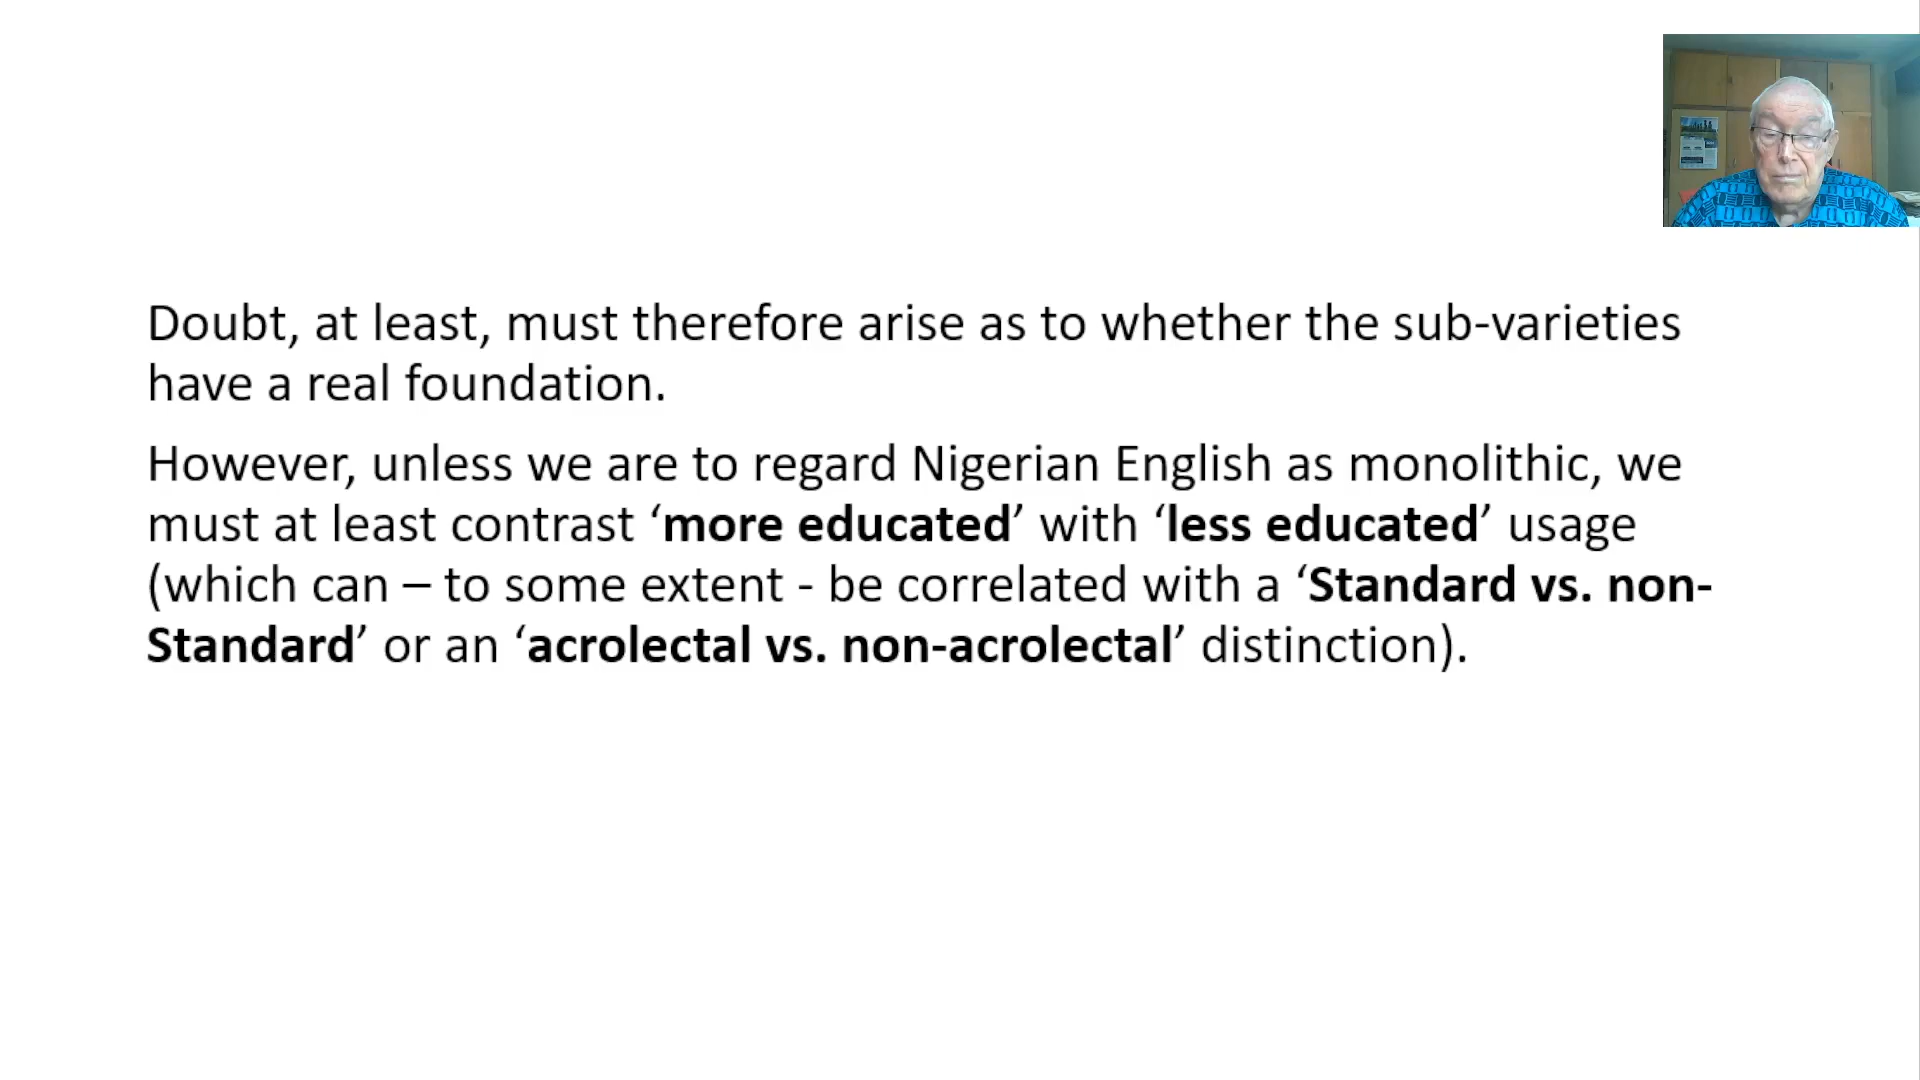 Doubt, at least, must therefore arise as to whether the sub-varieties
have a real foundation.
However, unless we are to regard Nigerian English as monolithic, we
must at least contrast ‘more educated’ with ‘less educated’ usage
(which can – to some extent - be correlated with a ‘Standard vs. non-
Standard’ or an ‘acrolectal vs. non-acrolectal’ distinction).